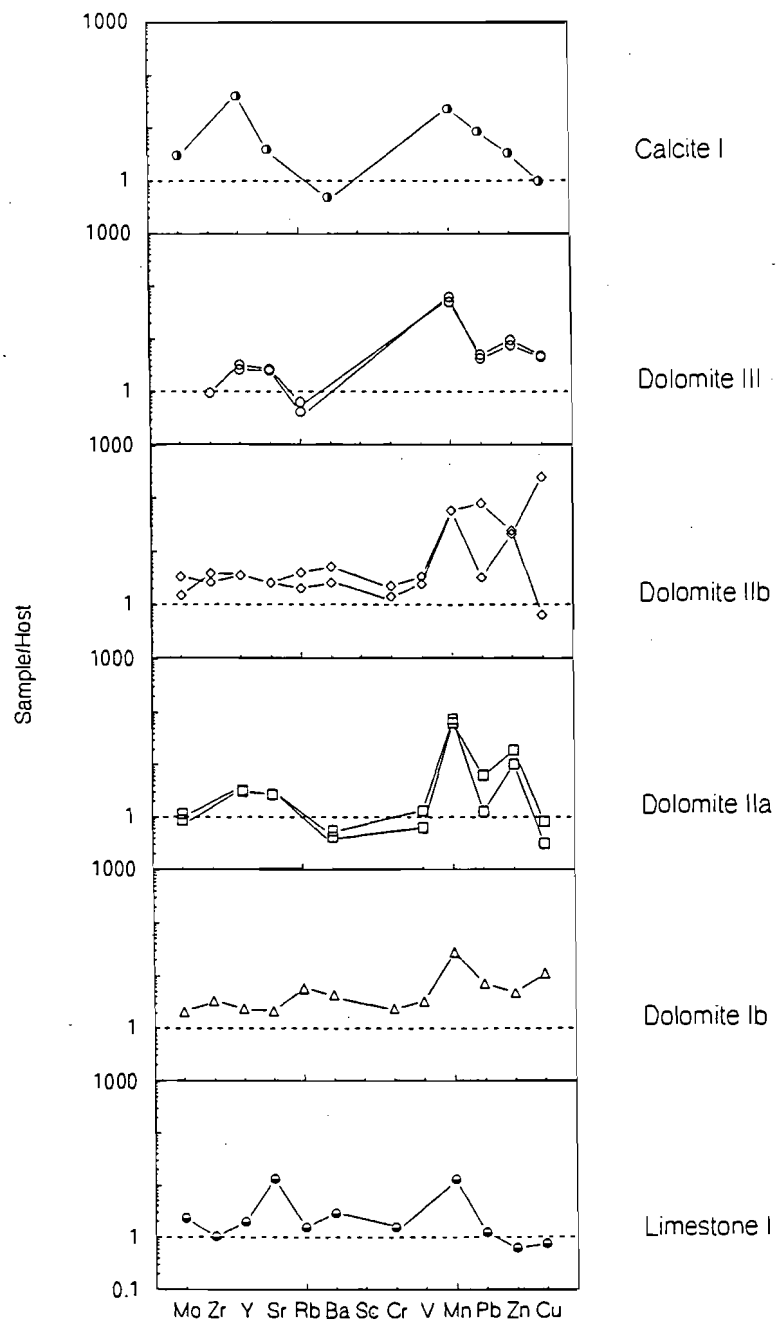 1000
Calcite I
1
1000
Dolomite III
1
1000
Dolomite IIb
1
1000
Sample/Host
Dolomite IIa
1
1000
Dolomite Ib
1
1000
Limestone I
1
0.1
Mo Zr Y Sr Rb Ba Sc Cr V Mn Pb Zn Cu